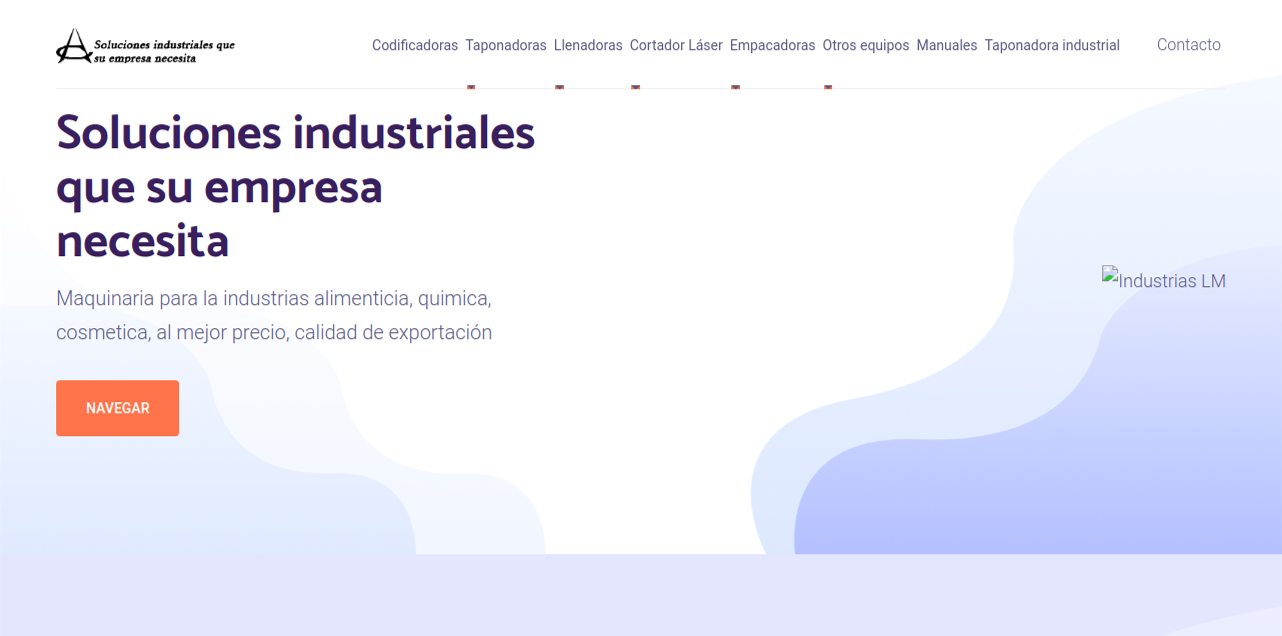 Soluciones industriales que
su empresa necesita
Codificadoras Taponadoras Llenadoras Cortador Láser Empacadoras Otros equipos Manuales Taponadora industrial Contacto
Soluciones industriales
que su empresa
necesita
Maquinaria para la industrias alimenticia, quimica,
cosmetica, al mejor precio, calidad de exportación
Industrias LM
NAVEGAR